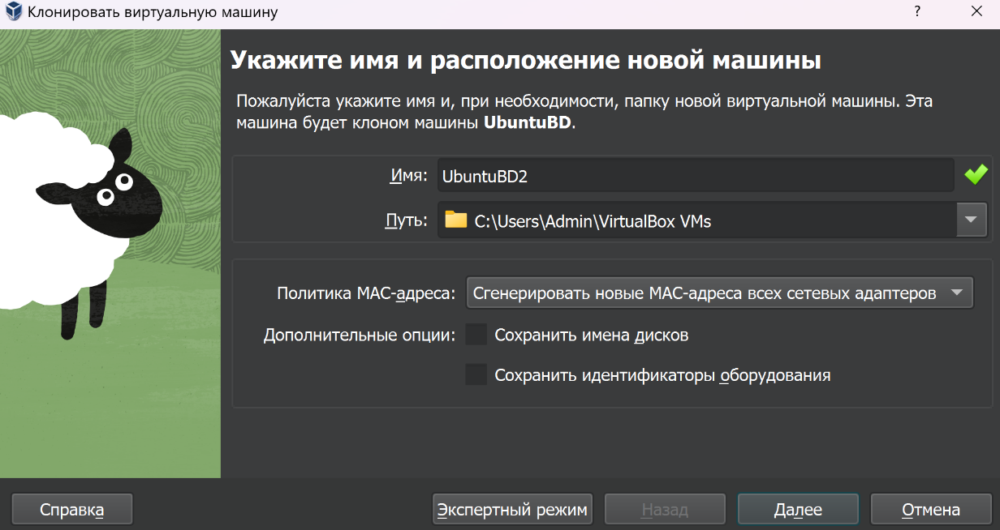 Клонировать виртуальную машину
?
Укажите имя и расположение новой машины
Пожалуйста укажите имя и, при необходимости, папку новой виртуальной машины. Эта
машина будет клоном машины UbuntuBD.
Имя: UbuntuBD2
Путь: C:\Users\Admin\VirtualBox VMs
Политика MAC-адреса: Сгенерировать новые MAC-адреса всех сетевых адаптеров
Дополнительные опции: Сохранить имена дисков
Сохранить идентификаторы оборудования
Справка Экспертный режим Назад Далее Отмена